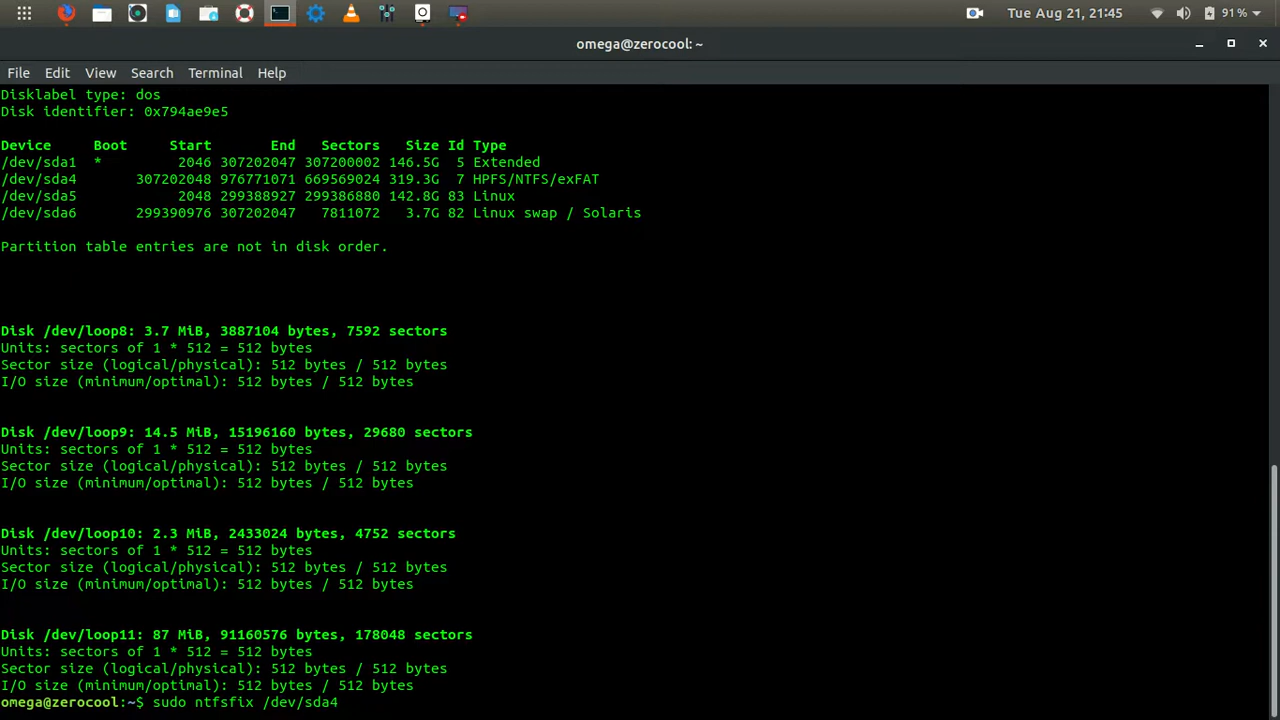 Tue Aug 21, 21:45
91%
omega@zerocool: ~
File Edit View Search Terminal Help
Disklabel type: dos
Disk identifier: 0x794ae9e5
Device Boot Start End Sectors Size Id Type
/dev/sda1 * 2046 307202047 307200002 146.5G 5 Extended
/dev/sda4 307202048 976771071 669569024 319.3G 7 HPFS/NTFS/exFAT
/dev/sda5 2048 299388927 299386880 142.8G 83 Linux
/dev/sda6 299390976 307202047 7811072 3.7G 82 Linux swap / Solaris
Partition table entries are not in disk order.
Disk /dev/loop8: 3.7 MiB, 3887104 bytes, 7592 sectors
Units: sectors of 1 * 512 = 512 bytes
Sector size (logical/physical): 512 bytes / 512 bytes
I/O size (minimum/optimal): 512 bytes / 512 bytes
Disk /dev/loop9: 14.5 MiB, 15196160 bytes, 29680 sectors
Units: sectors of 1 * 512 = 512 bytes
Sector size (logical/physical): 512 bytes / 512 bytes
I/O size (minimum/optimal): 512 bytes / 512 bytes
Disk /dev/loop10: 2.3 MiB, 2433024 bytes, 4752 sectors
Units: sectors of 1 * 512 = 512 bytes
Sector size (logical/physical): 512 bytes / 512 bytes
I/O size (minimum/optimal): 512 bytes / 512 bytes
Disk /dev/loop11: 87 MiB, 91160576 bytes, 178048 sectors
Units: sectors of 1 * 512 = 512 bytes
Sector size (logical/physical): 512 bytes / 512 bytes
I/O size (minimum/optimal): 512 bytes / 512 bytes
omega@zerocool:~$ sudo ntfsfix /dev/sda4